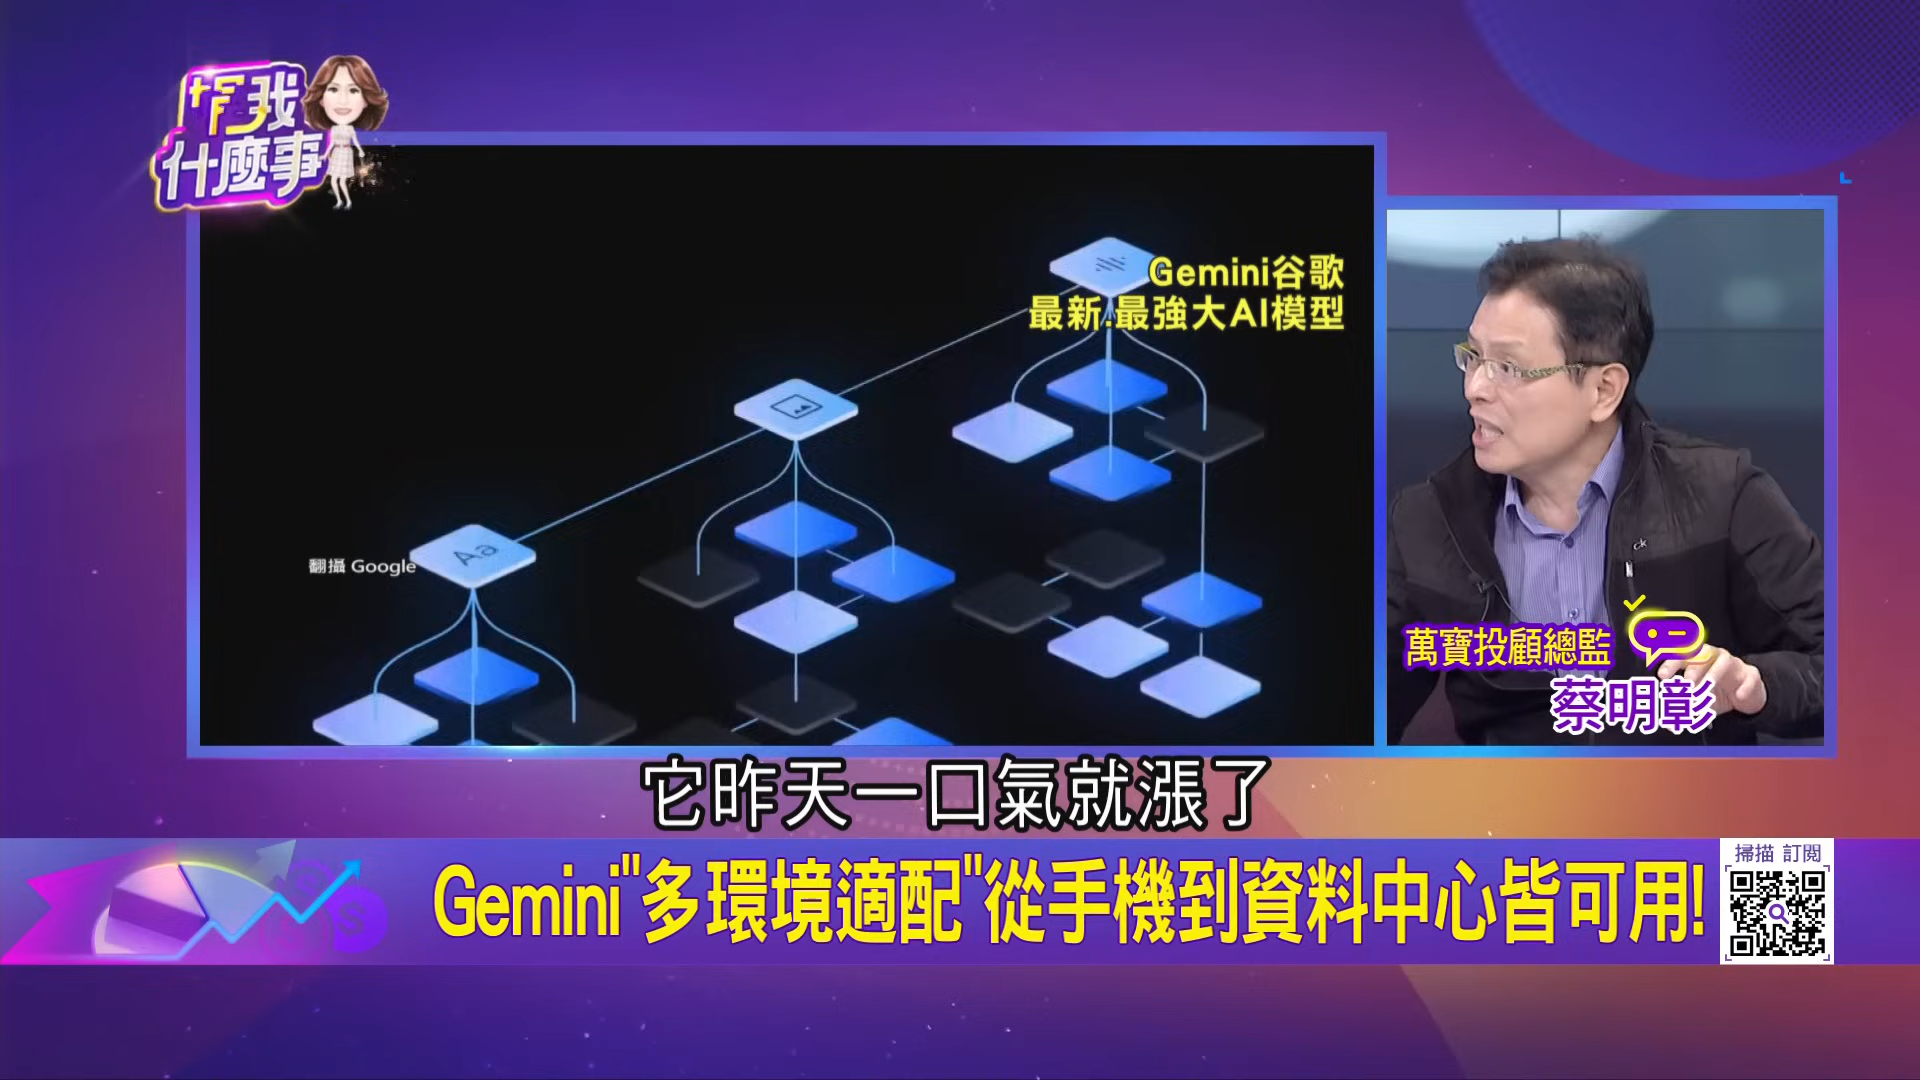 干我
什麼事
Gemini谷歌
最新.最強大AI模型
Aa
翻攝 Google
ck
萬寶投顧總監
蔡明彰
它昨天一口氣就漲了
Gemini"多環境適配"從手機到資料中心皆可用!
掃描 訂閱